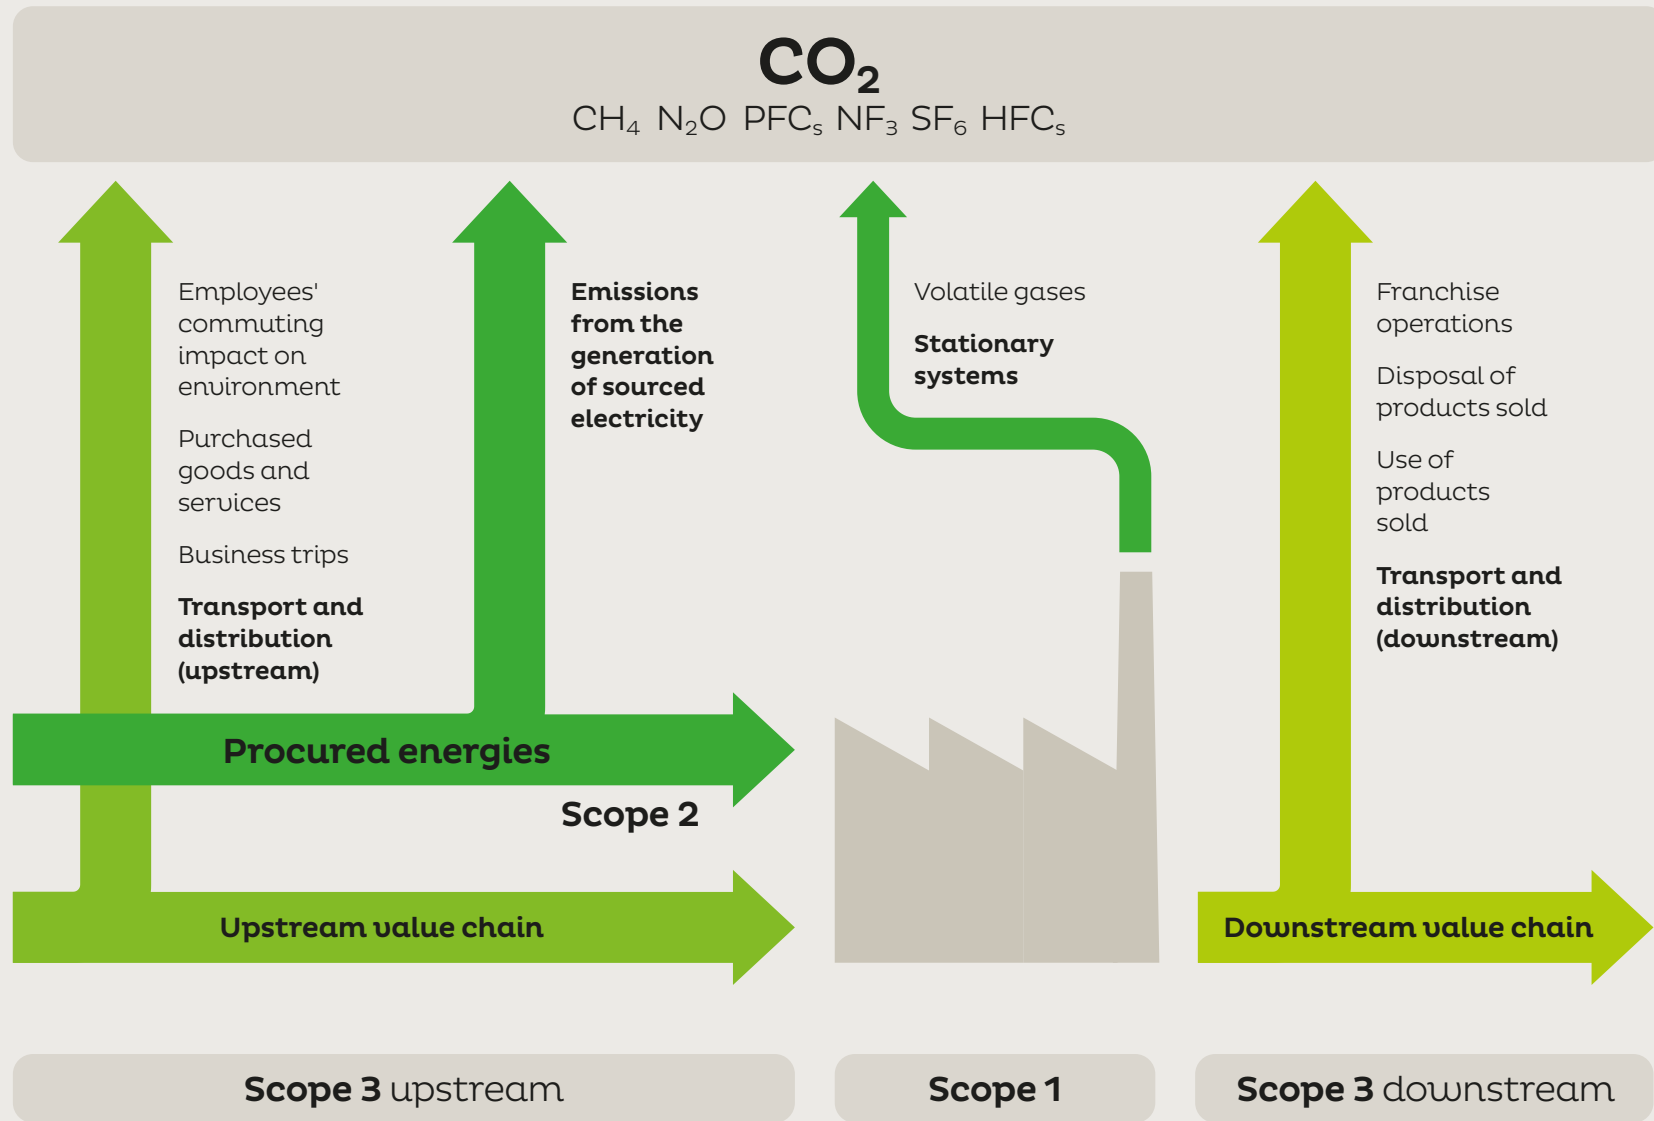 CO₂
CH₄ N₂O PFCₛ NF₃ SF₆ HFCₛ
Employees'
commuting
impact on
environment
Purchased
goods and
services
Business trips
Transport and
distribution
(upstream)
Emissions
from the
generation
of sourced
electricity
Volatile gases
Stationary
systems
Franchise
operations
Disposal of
products sold
Use of
products
sold
Transport and
distribution
(downstream)
Procured energies
Scope 2
Upstream value chain
Downstream value chain
Scope 3 upstream
Scope 1
Scope 3 downstream